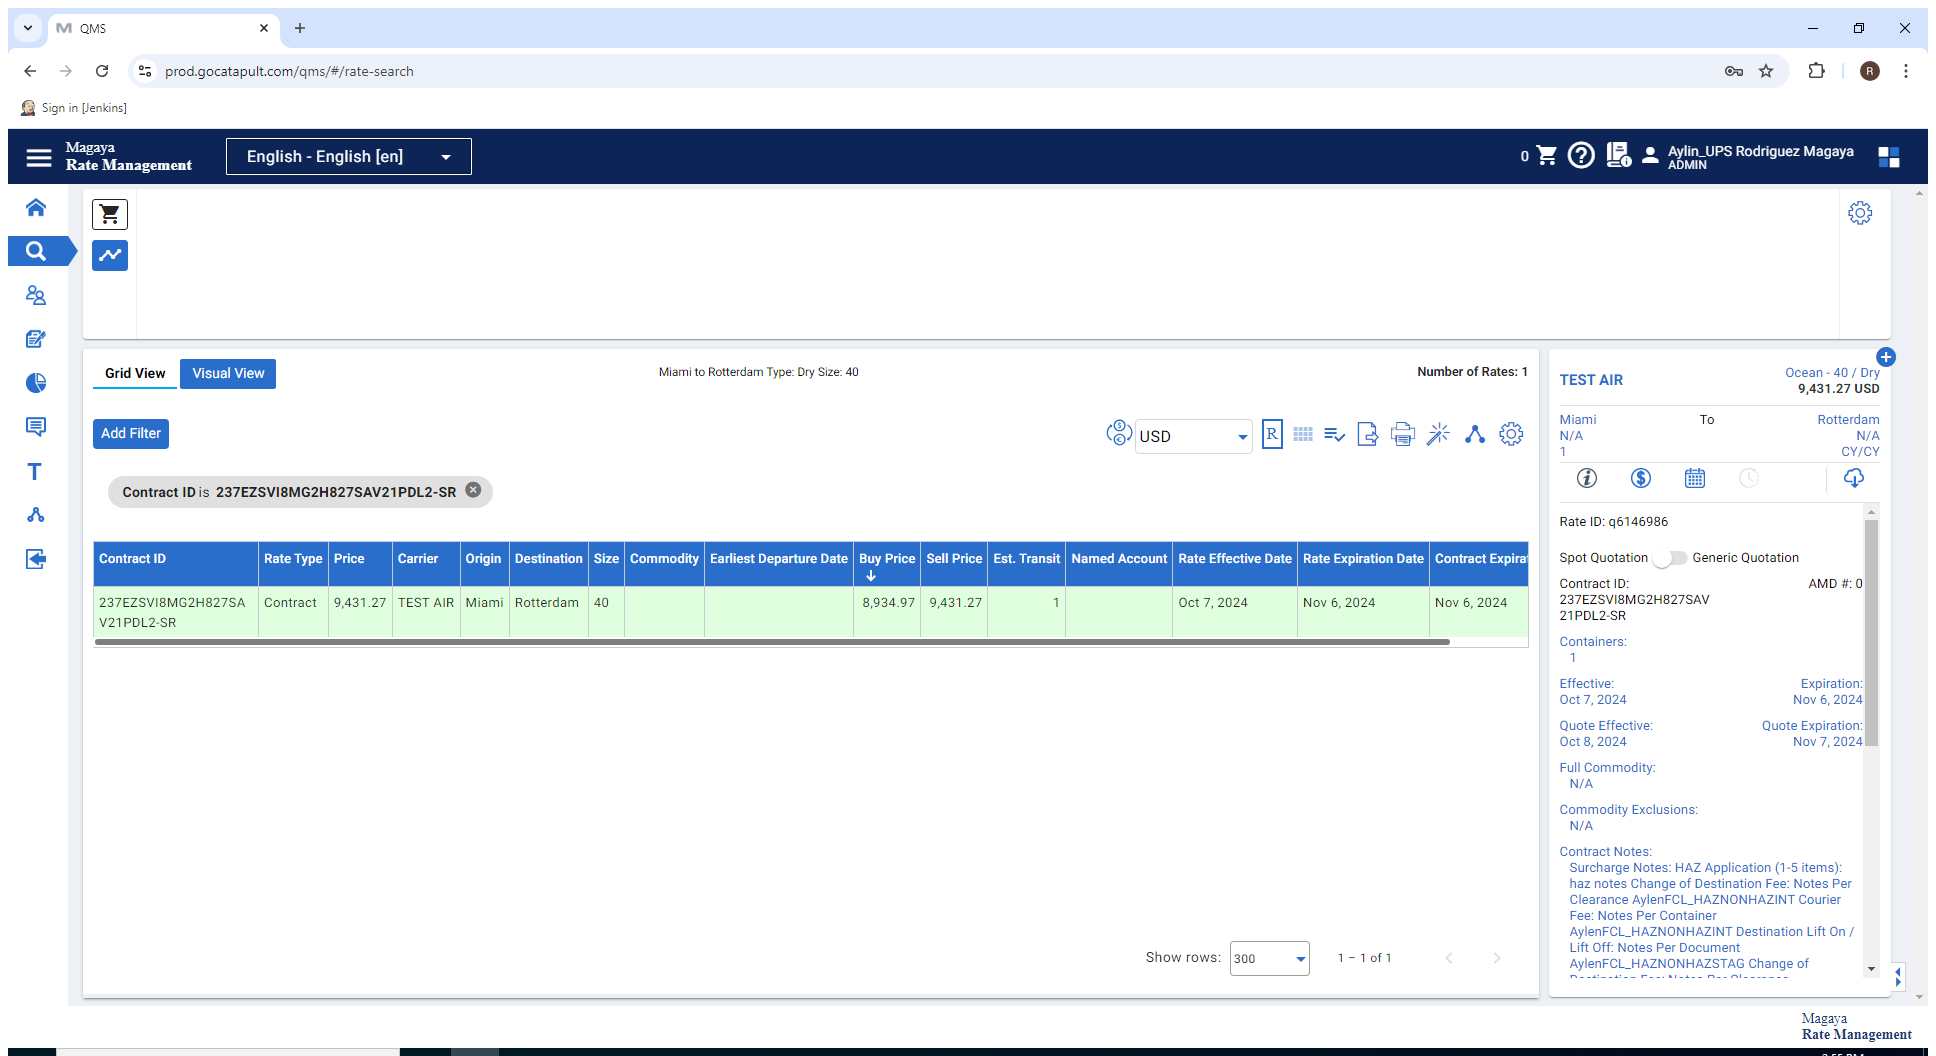 QMS
prod.gocatapult.com/qms/#/rate-search
R
Sign in [Jenkins]
Magaya
Rate Management
English - English [en]
0
Aylin_UPS Rodriguez Magaya
ADMIN
Grid View
Visual View
Miami to Rotterdam Type: Dry Size: 40
Number of Rates: 1
Add Filter
USD
R
Contract ID is 237EZSVI8MG2H827SAV21PDL2-SR
Contract ID Rate Type Price Carrier Origin Destination Size Commodity Earliest Departure Date Buy Price Sell Price Est. Transit Named Account Rate Effective Date Rate Expiration Date Contract Expirat
237EZSVI8MG2H827SA Contract 9,431.27 TEST AIR Miami Rotterdam 40 8,934.97 9,431.27 1 Oct 7, 2024 Nov 6, 2024 Nov 6, 2024
V21PDL2-SR
Show rows: 300 1 – 1 of 1
TEST AIR
Ocean - 40 / Dry
9,431.27 USD
Miami To Rotterdam
N/A N/A
1 CY/CY
Rate ID: q6146986
Spot Quotation Generic Quotation
Contract ID: AMD #: 0
237EZSVI8MG2H827SAV
21PDL2-SR
Containers:
1
Effective: Expiration:
Oct 7, 2024 Nov 6, 2024
Quote Effective: Quote Expiration:
Oct 8, 2024 Nov 7, 2024
Full Commodity:
N/A
Commodity Exclusions:
N/A
Contract Notes:
Surcharge Notes: HAZ Application (1-5 items):
haz notes Change of Destination Fee: Notes Per
Clearance AylenFCL_HAZNONHAZINT Courier
Fee: Notes Per Container
AylenFCL_HAZNONHAZINT Destination Lift On /
Lift Off: Notes Per Document
AylenFCL_HAZNONHAZSTAG Change of
Destination Fee: Notes Per Clearance
Magaya
Rate Management